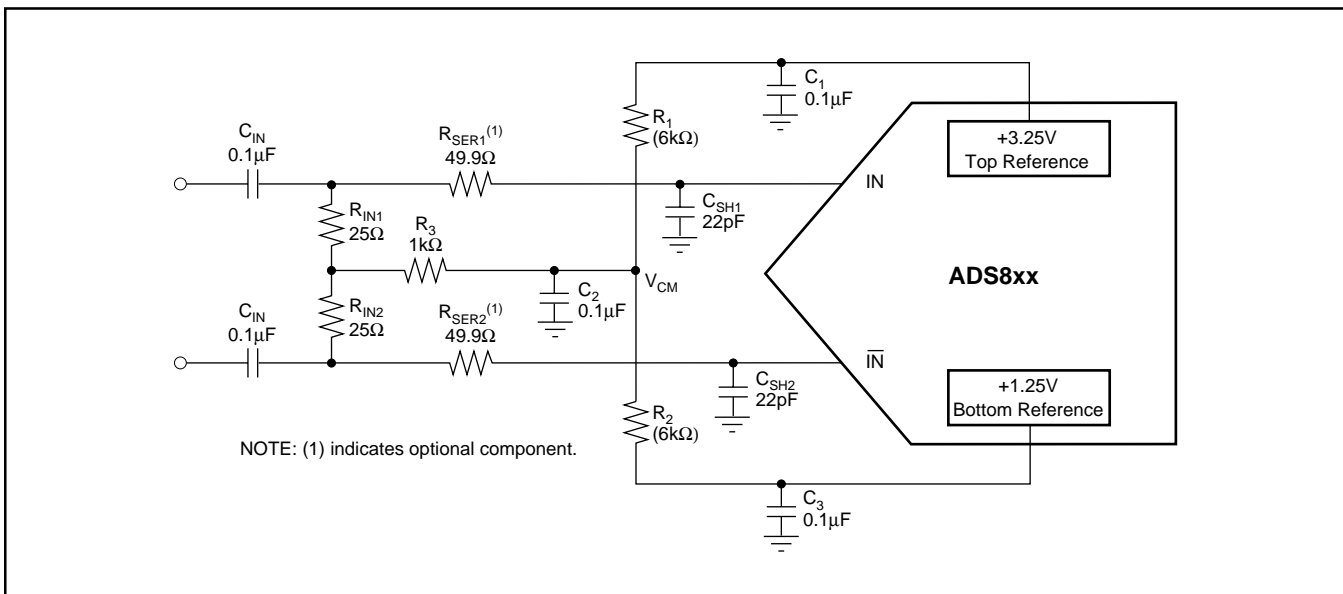 C1
0.1µF
R1
(6kΩ)
+3.25V
Top Reference
CIN
0.1µF
RSER1(1)
49.9Ω
IN
CSH1
22pF
RIN1
25Ω
R3
1kΩ
ADS8xx
VCM
C2
0.1µF
RIN2
25Ω
CIN
0.1µF
RSER2(1)
49.9Ω
I̅N̅
CSH2
22pF
+1.25V
Bottom Reference
R2
(6kΩ)
NOTE: (1) indicates optional component.
C3
0.1µF